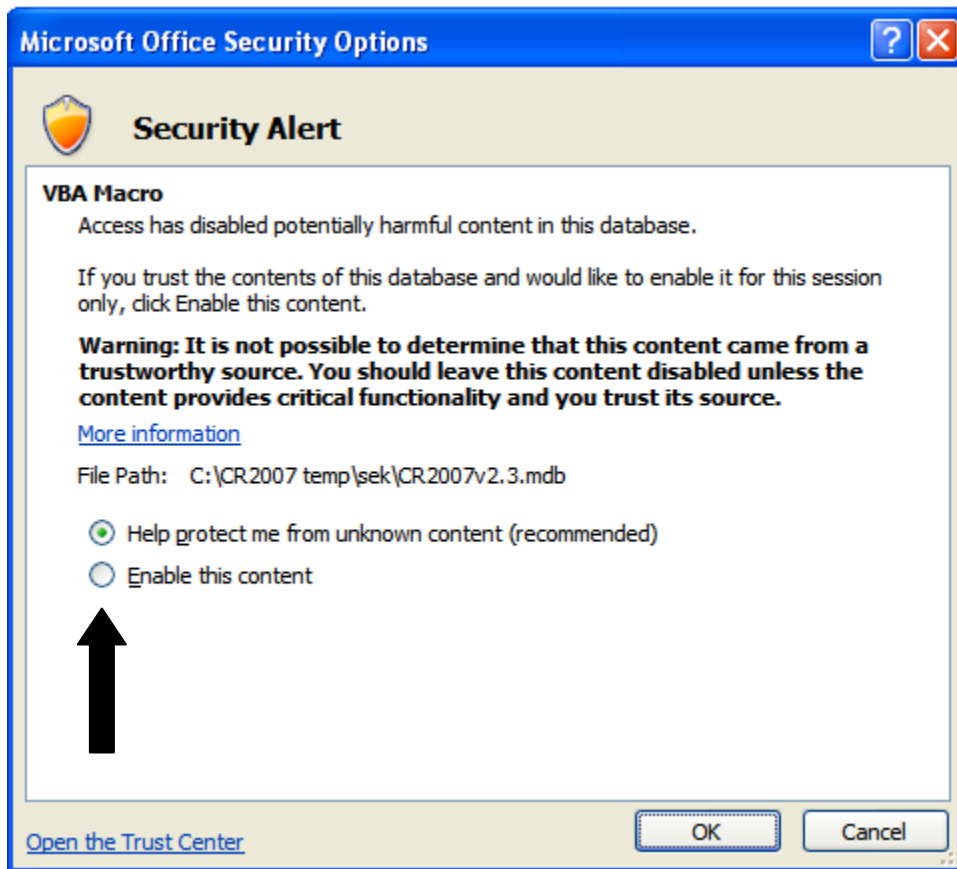 Microsoft Office Security Options
?
Security Alert
VBA Macro
Access has disabled potentially harmful content in this database.
If you trust the contents of this database and would like to enable it for this session
only, click Enable this content.
Warning: It is not possible to determine that this content came from a
trustworthy source. You should leave this content disabled unless the
content provides critical functionality and you trust its source.
More information
File Path: C:\CR2007 temp\sek\CR2007v2.3.mdb
Help protect me from unknown content (recommended)
Enable this content
Open the Trust Center
OK
Cancel